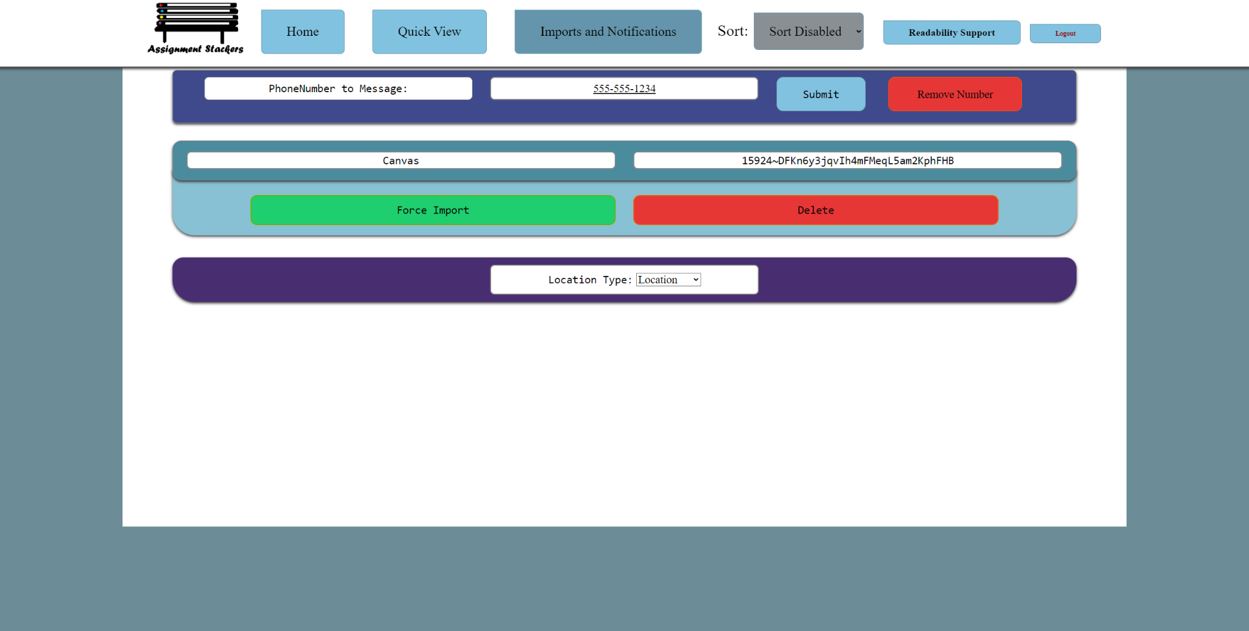 Assignment Stackers
Home
Quick View
Imports and Notifications
Sort:
Sort Disabled
Readability Support
Logout
PhoneNumber to Message:
555-555-1234
Submit
Remove Number
Canvas
15924~DFKn6y3jqvIh4mFMeqL5am2KphFHB
Force Import
Delete
Location Type: Location